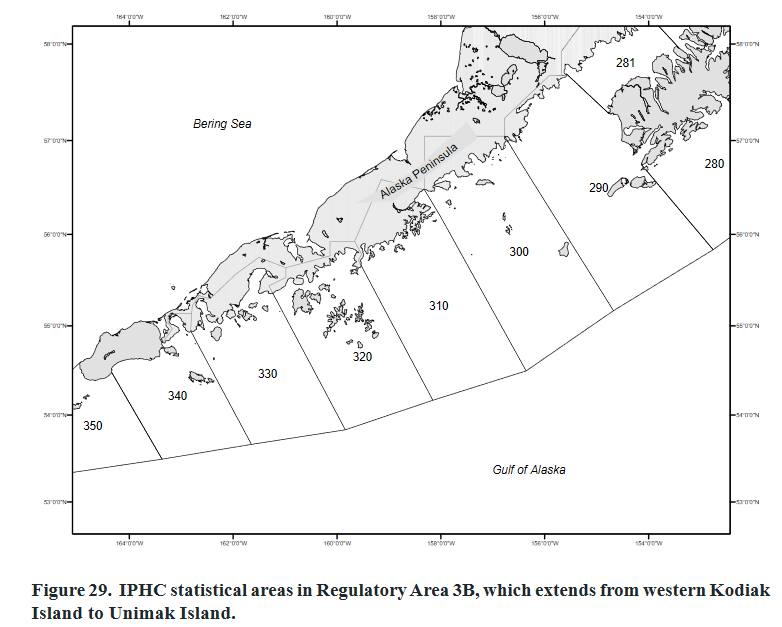 164°0'0"W 162°0'0"W 160°0'0"W 158°0'0"W 156°0'0"W 154°0'0"W
58°0'0"N 58°0'0"N
281
Bering Sea
57°0'0"N 57°0'0"N
Alaska Peninsula
280
290
56°0'0"N 56°0'0"N
300
310
55°0'0"N 55°0'0"N
320
330
340
54°0'0"N 54°0'0"N
350
Gulf of Alaska
53°0'0"N 53°0'0"N
164°0'0"W 162°0'0"W 160°0'0"W 158°0'0"W 156°0'0"W 154°0'0"W
Figure 29. IPHC statistical areas in Regulatory Area 3B, which extends from western Kodiak
Island to Unimak Island.